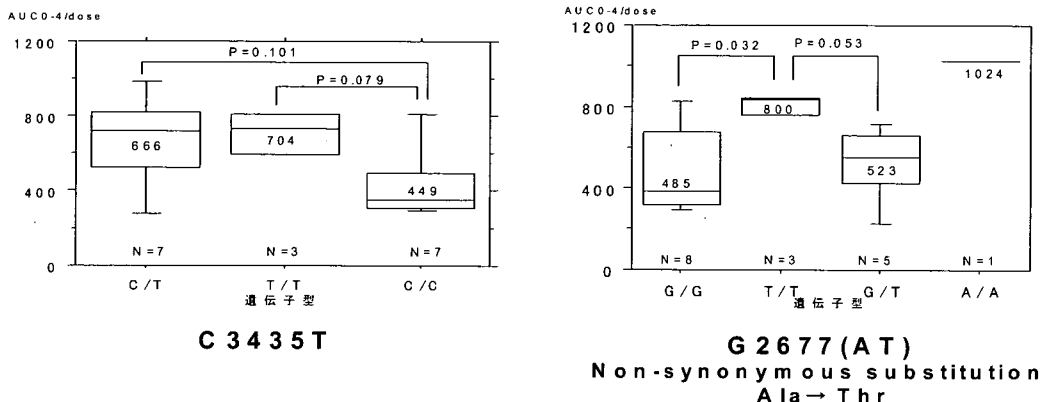 AUC0-4/dose
1200
800
400
0
P=0.101
P=0.079
666
704
449
N=7
N=3
N=7
C/T
T/T
C/C
遺伝子型
C3435T
AUC0-4/dose
1200
800
400
0
P=0.032
P=0.053
485
800
523
1024
N=8
N=3
N=5
N=1
G/G
T/T
G/T
A/A
遺伝子型
G2677(AT)
Non-synonymous substitution
Ala→Thr